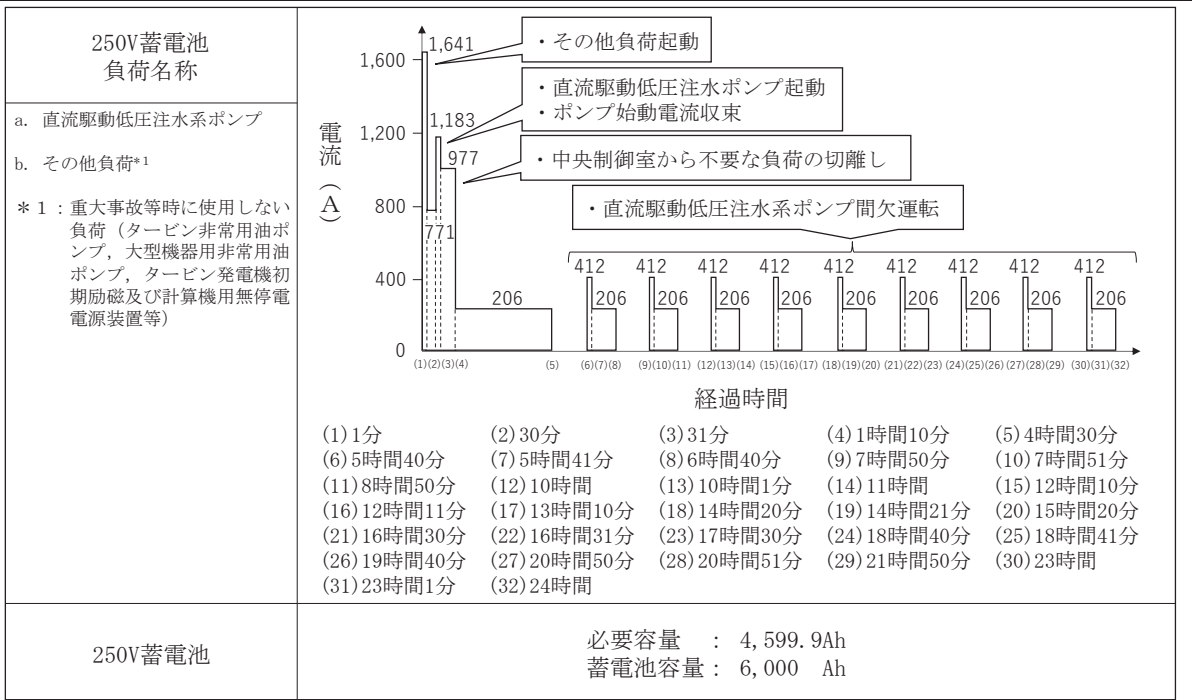 250V蓄電池
負荷名称
a. 直流駆動低圧注水系ポンプ
b. その他負荷*1
*1:重大事故等時に使用しない
負荷(タービン非常用油ポ
ンプ,大型機器用非常用油
ポンプ,タービン発電機初
期励磁及び計算機用無停電
電源装置等)
電流(A)
1,600
1,200
800
400
0
1,641
・その他負荷起動
・直流駆動低圧注水ポンプ起動
・ポンプ始動電流収束
1,183
977
・中央制御室から不要な負荷の切離し
・直流駆動低圧注水系ポンプ間欠運転
771
412 412 412 412 412 412 412 412 412
206 206 206 206 206 206 206 206 206 206
(1)(2)(3)(4) (5) (6)(7)(8) (9)(10)(11) (12)(13)(14) (15)(16)(17) (18)(19)(20) (21)(22)(23) (24)(25)(26) (27)(28)(29) (30)(31)(32)
経過時間
(1)1分 (2)30分 (3)31分 (4)1時間10分 (5)4時間30分
(6)5時間40分 (7)5時間41分 (8)6時間40分 (9)7時間50分 (10)7時間51分
(11)8時間50分 (12)10時間 (13)10時間1分 (14)11時間 (15)12時間10分
(16)12時間11分 (17)13時間10分 (18)14時間20分 (19)14時間21分 (20)15時間20分
(21)16時間30分 (22)16時間31分 (23)17時間30分 (24)18時間40分 (25)18時間41分
(26)19時間40分 (27)20時間50分 (28)20時間51分 (29)21時間50分 (30)23時間
(31)23時間1分 (32)24時間
250V蓄電池
必要容量 : 4,599.9Ah
蓄電池容量: 6,000 Ah